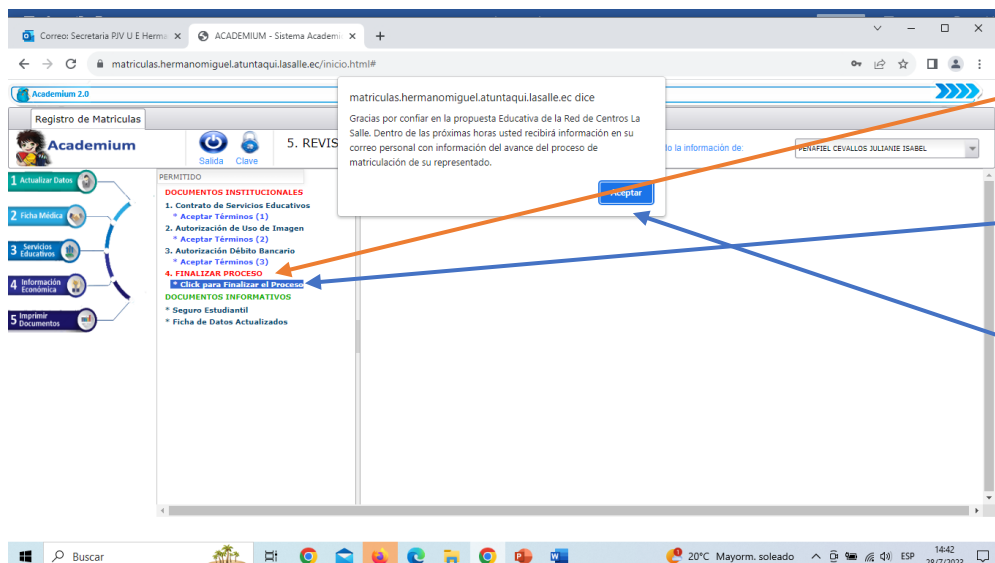 Correo: Secretaria PJV U E Herma
ACADEMIUM - Sistema Academi
matriculas.hermanomiguel.atuntaqui.lasalle.ec/inicio.html#
Academium 2.0
matriculas.hermanomiguel.atuntaqui.lasalle.ec dice
Gracias por confiar en la propuesta Educativa de la Red de Centros La
Salle. Dentro de las próximas horas usted recibirá información en su
correo personal con información del avance del proceso de
matriculación de su representado.
Aceptar
Registro de Matriculas
Academium
Salida
Clave
5. REVIS
do la información de:
PEÑAFIEL CEVALLOS JULIANIE ISABEL
1 Actualizar Datos
2 Ficha Médica
3 Servicios Educativos
4 Información Económica
5 Imprimir Documentos
PERMITIDO
DOCUMENTOS INSTITUCIONALES
1. Contrato de Servicios Educativos
* Aceptar Términos (1)
2. Autorización de Uso de Imagen
* Aceptar Términos (2)
3. Autorización Débito Bancario
* Aceptar Términos (3)
4. FINALIZAR PROCESO
* Click para Finalizar el Proceso
DOCUMENTOS INFORMATIVOS
* Seguro Estudiantil
* Ficha de Datos Actualizados
Buscar
20°C Mayorm. soleado
ESP
14:42
28/7/2023